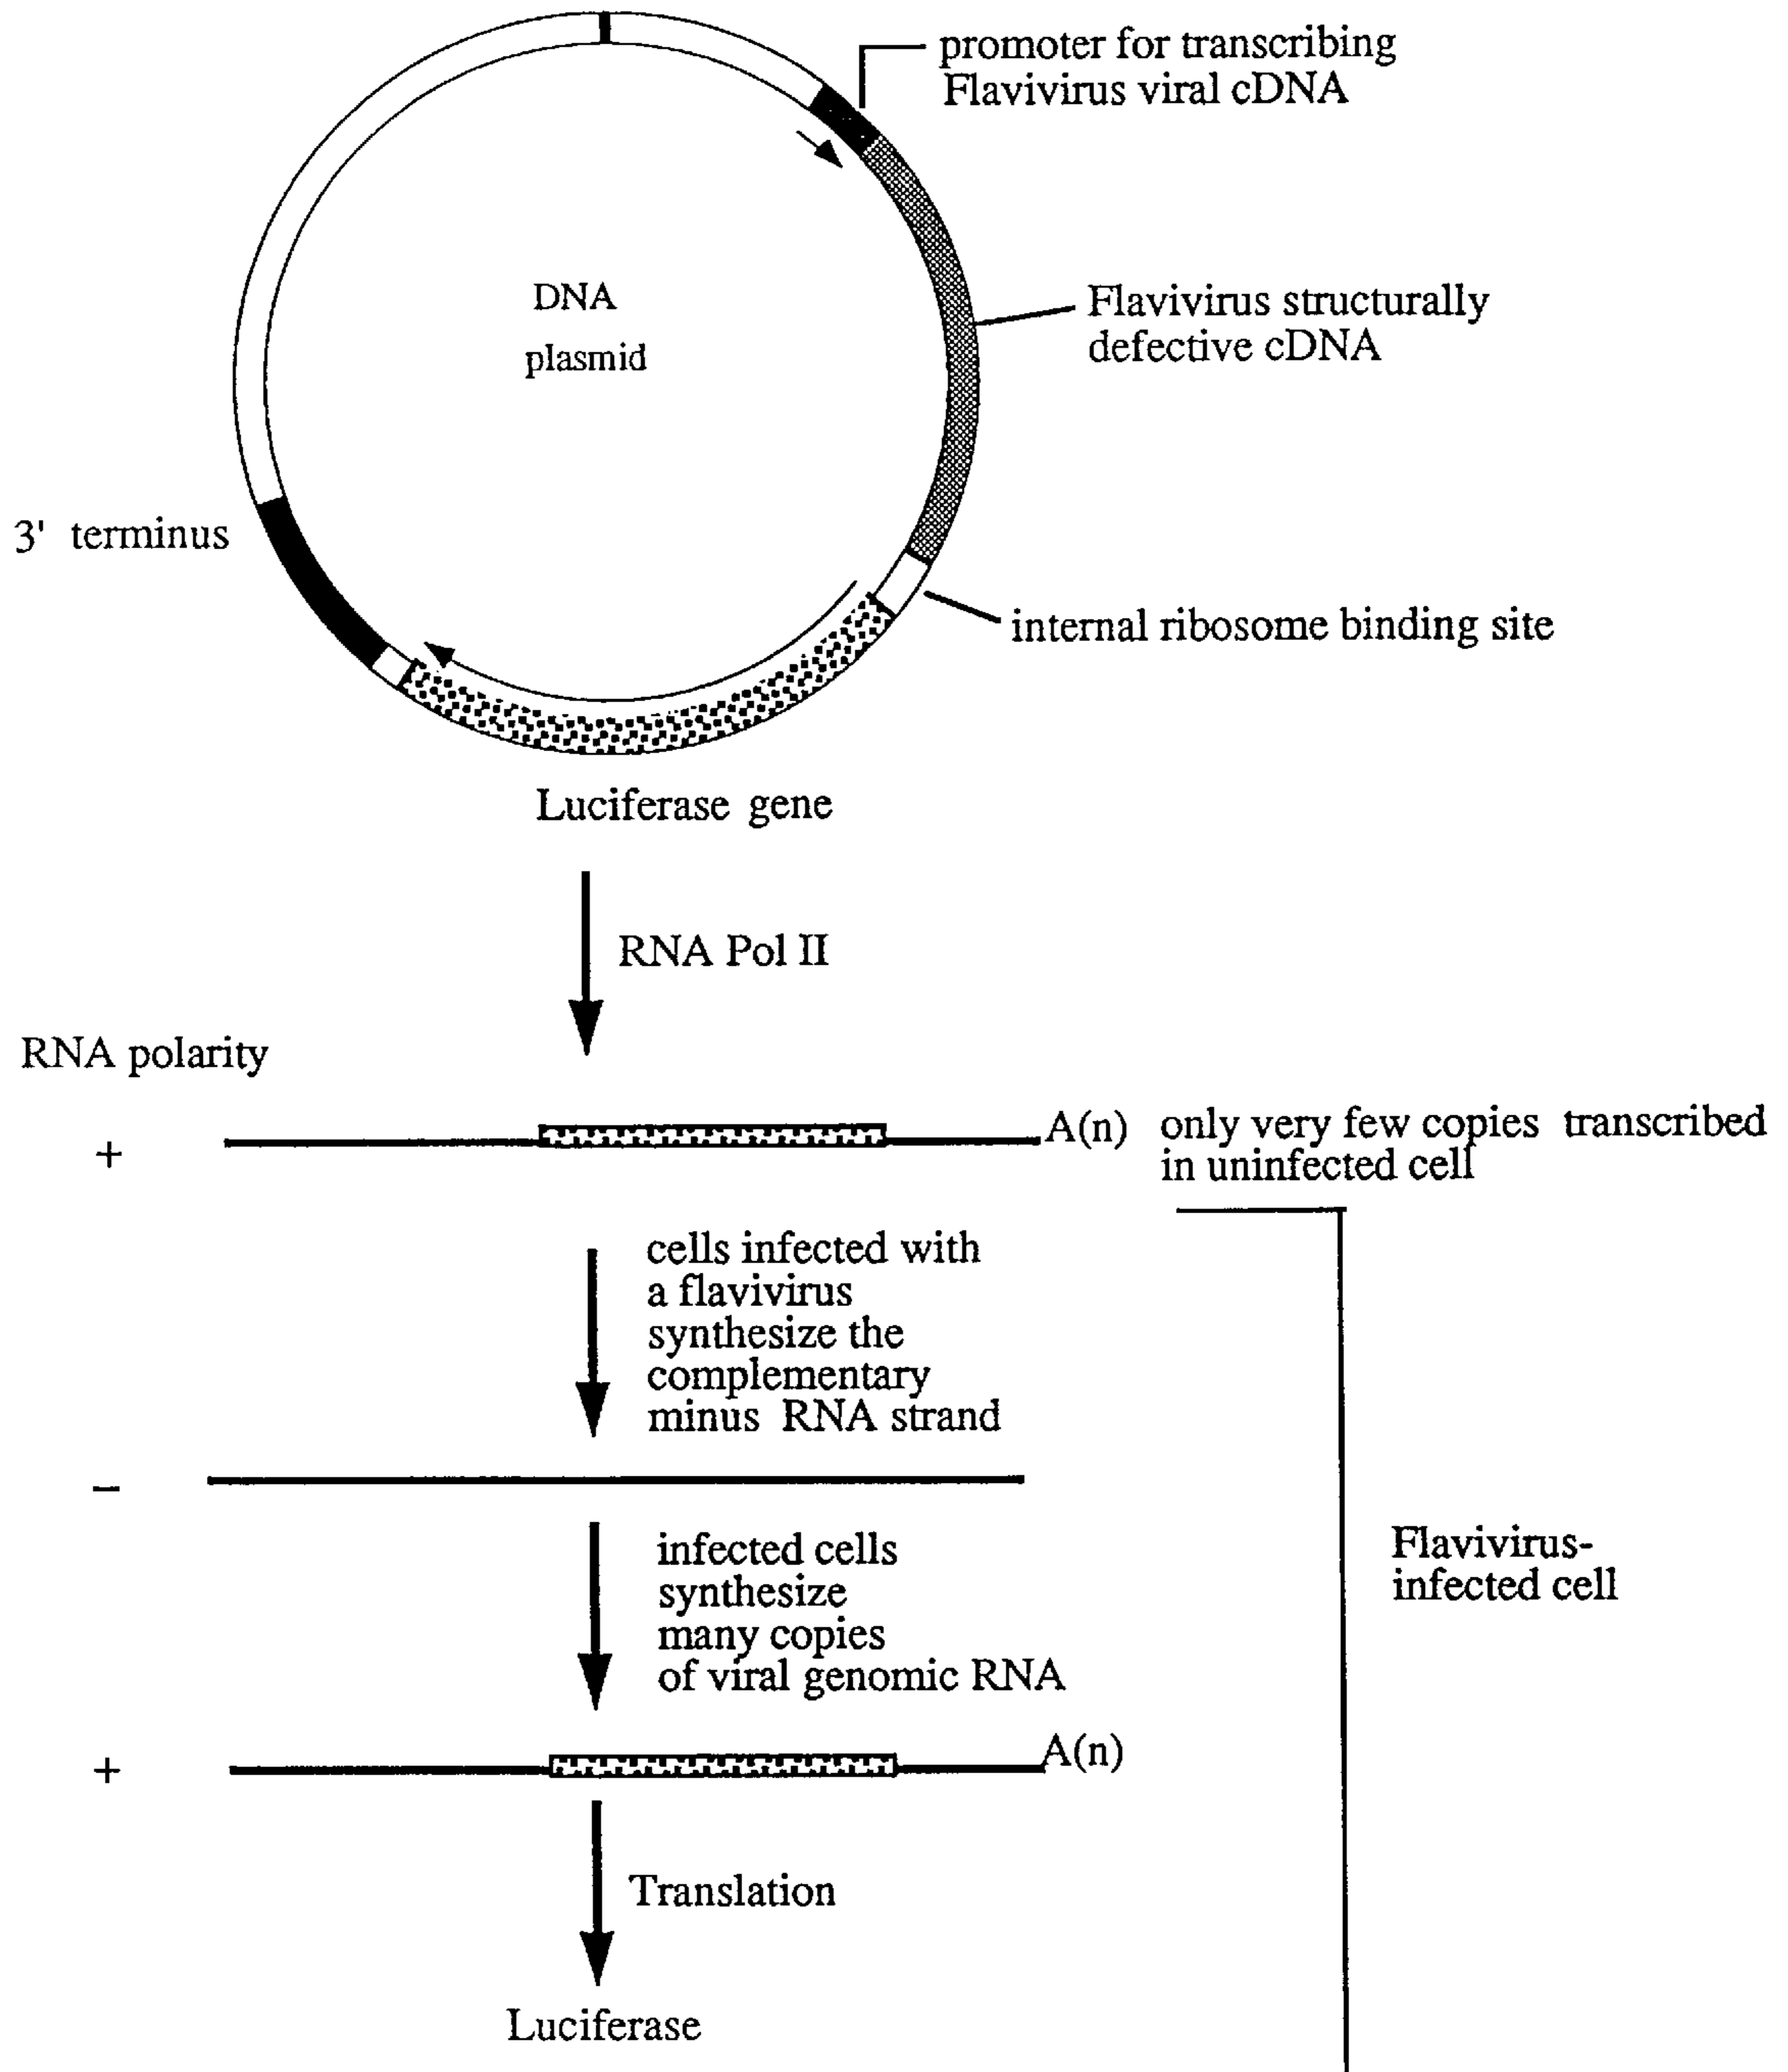 promoter for transcribing
Flavivirus viral cDNA
DNA
plasmid
Flavivirus structurally
defective cDNA
3' terminus
internal ribosome binding site
Luciferase gene
RNA Pol II
RNA polarity
+
A(n) only very few copies transcribed
in uninfected cell
cells infected with
a flavivirus
synthesize the
complementary
minus RNA strand
−
infected cells
synthesize
many copies
of viral genomic RNA
Flavivirus-
infected cell
+
A(n)
Translation
Luciferase